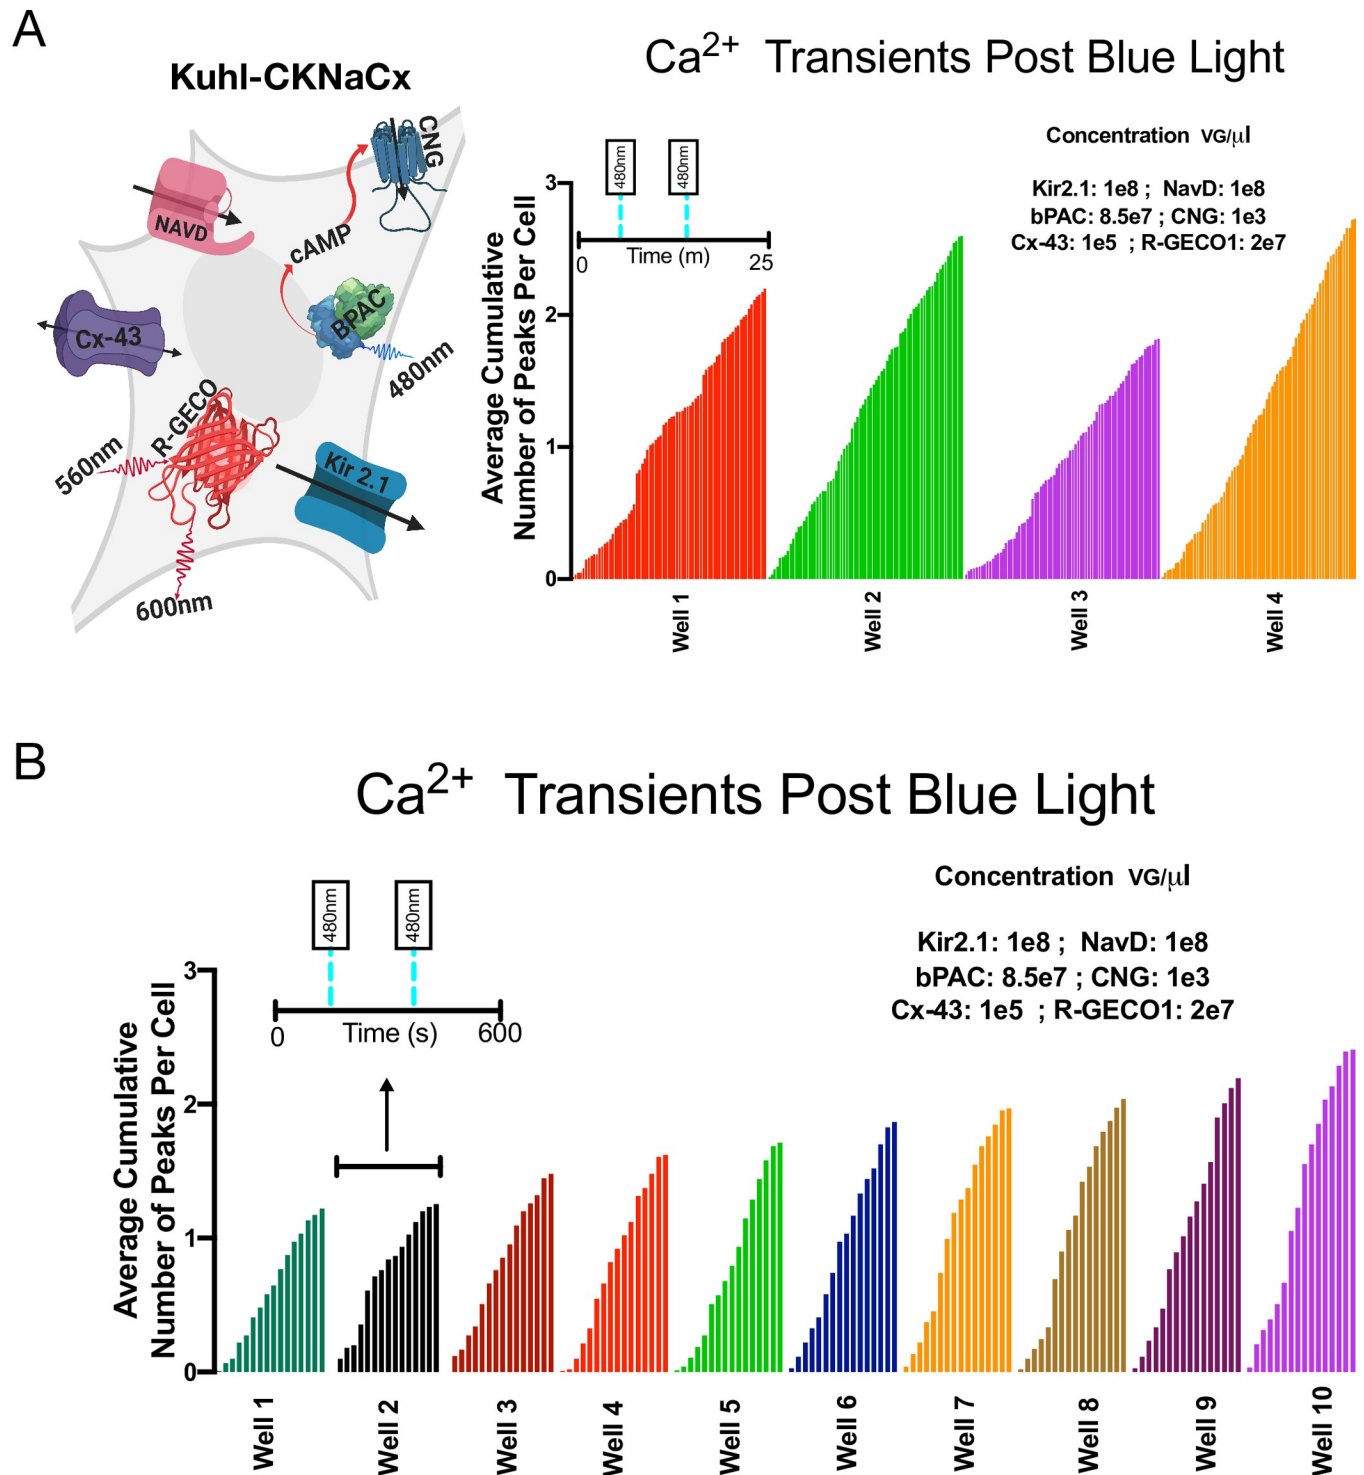 A
Kuhl-CKNaCx
NAVD
CNG
cAMP
BPAC
480nm
Cx-43
R-GECO
560nm
Kir 2.1
600nm
Ca2+ Transients Post Blue Light
480nm
480nm
0
Time (m)
25
Concentration VG/µl
Kir2.1: 1e8 ; NavD: 1e8
bPAC: 8.5e7 ; CNG: 1e3
Cx-43: 1e5 ; R-GECO1: 2e7
Average Cumulative
Number of Peaks Per Cell
3
2
1
0
Well 1
Well 2
Well 3
Well 4
B
Ca2+ Transients Post Blue Light
480nm
480nm
0
Time (s)
600
Concentration VG/µl
Kir2.1: 1e8 ; NavD: 1e8
bPAC: 8.5e7 ; CNG: 1e3
Cx-43: 1e5 ; R-GECO1: 2e7
Average Cumulative
Number of Peaks Per Cell
3
2
1
0
Well 1
Well 2
Well 3
Well 4
Well 5
Well 6
Well 7
Well 8
Well 9
Well 10